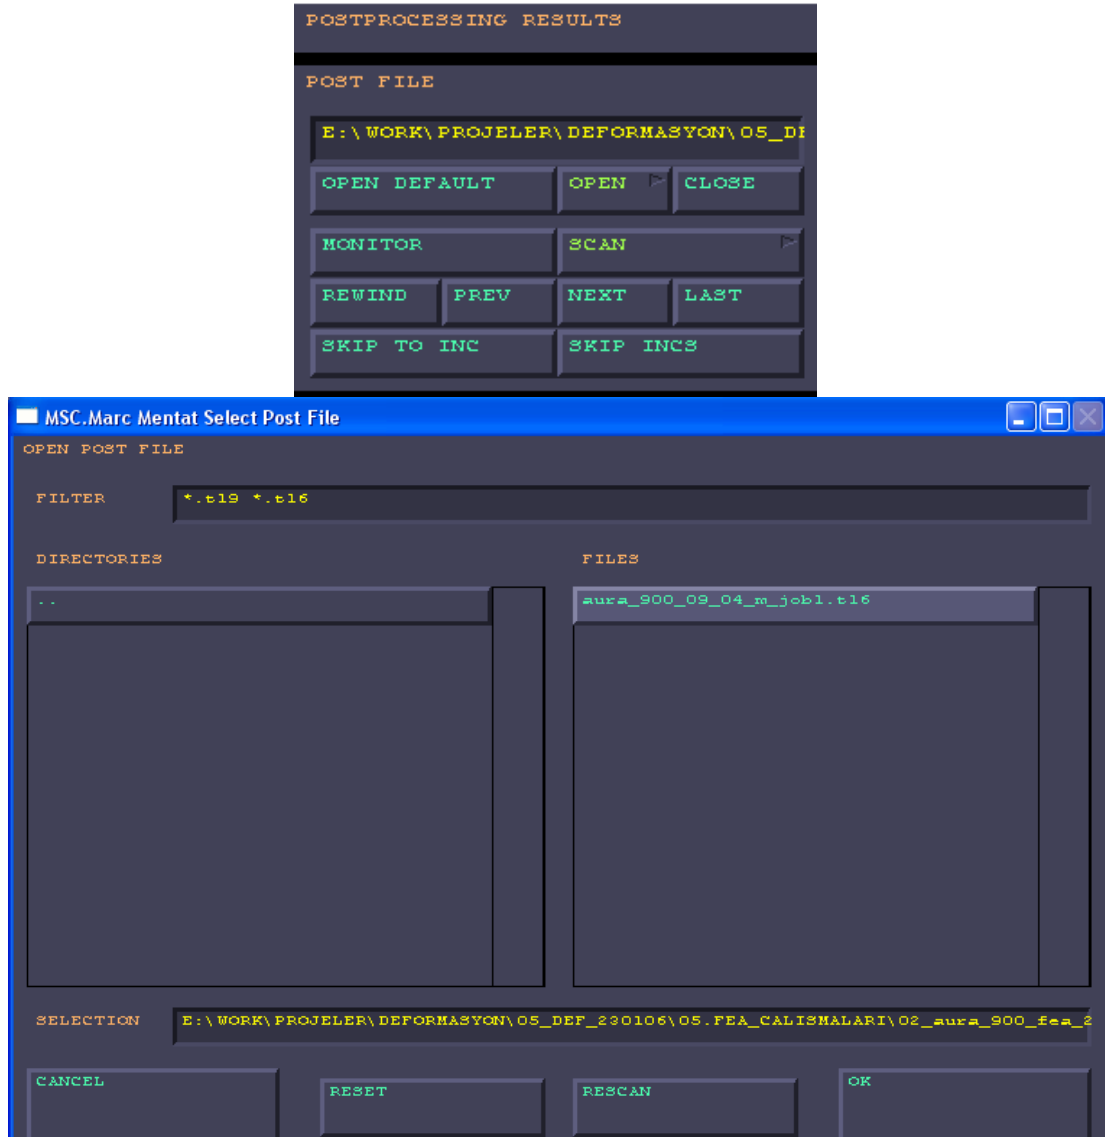 POSTPROCESSING RESULTS
POST FILE
E:\WORK\PROJELER\DEFORMASYON\05_DE
OPEN DEFAULT OPEN CLOSE
MONITOR SCAN
REWIND PREV NEXT LAST
SKIP TO INC SKIP INCS
MSC.Marc Mentat Select Post File
OPEN POST FILE
FILTER *.t19 *.t16
DIRECTORIES FILES
.. aura_900_09_04_m_job1.t16
SELECTION E:\WORK\PROJELER\DEFORMASYON\05_DEF_230106\05.FEA_CALISMALARI\02_aura_900_fea_2
CANCEL RESET RESCAN OK